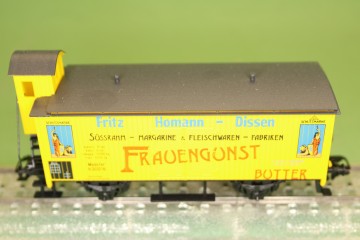 Fritz Homann - Dissen
Süssrahm - Margarine & Fleischwaren - Fabriken
Frauengunst
Butter